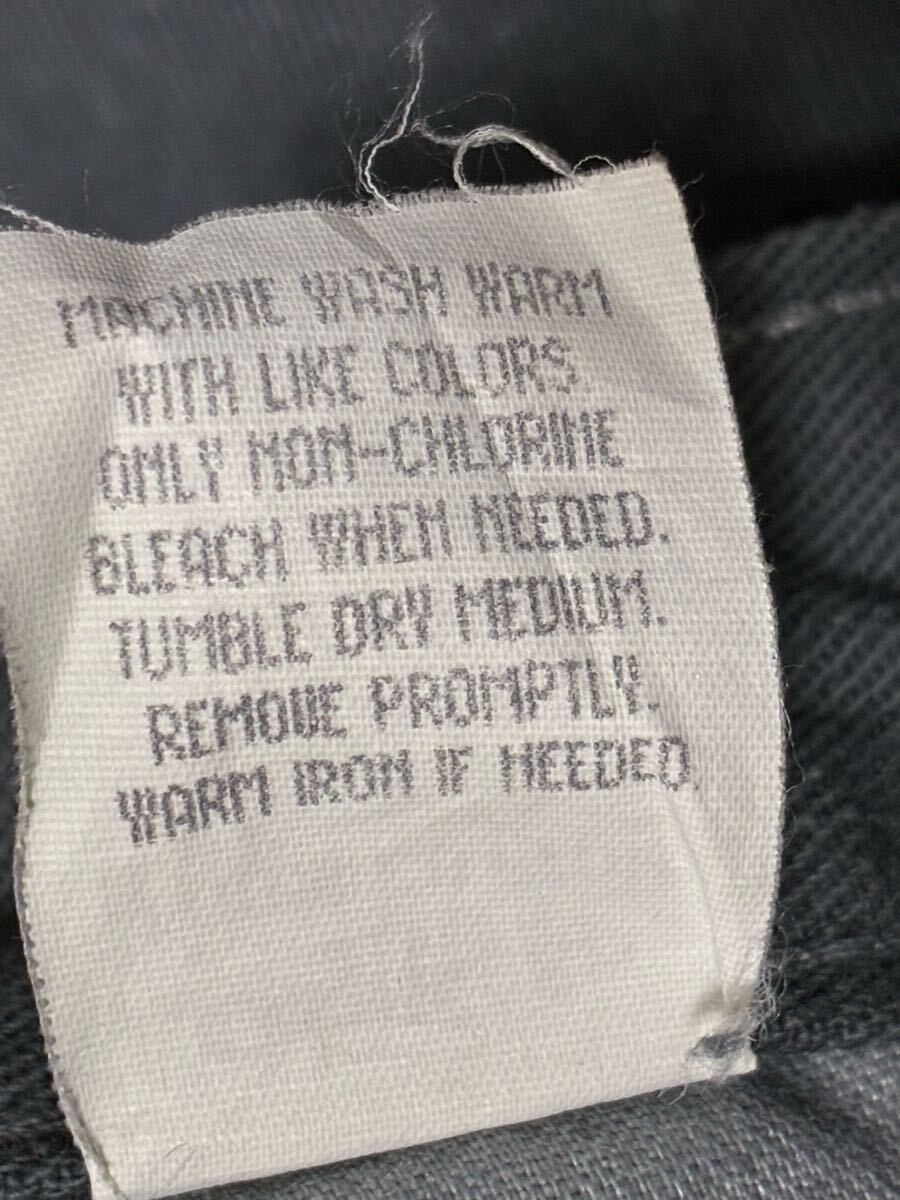 MACHINE WASH WARM
WITH LIKE COLORS
ONLY NON-CHLORINE
BLEACH WHEN NEEDED.
TUMBLE DRY MEDIUM.
REMOVE PROMPTLY.
WARM IRON IF NEEDED.